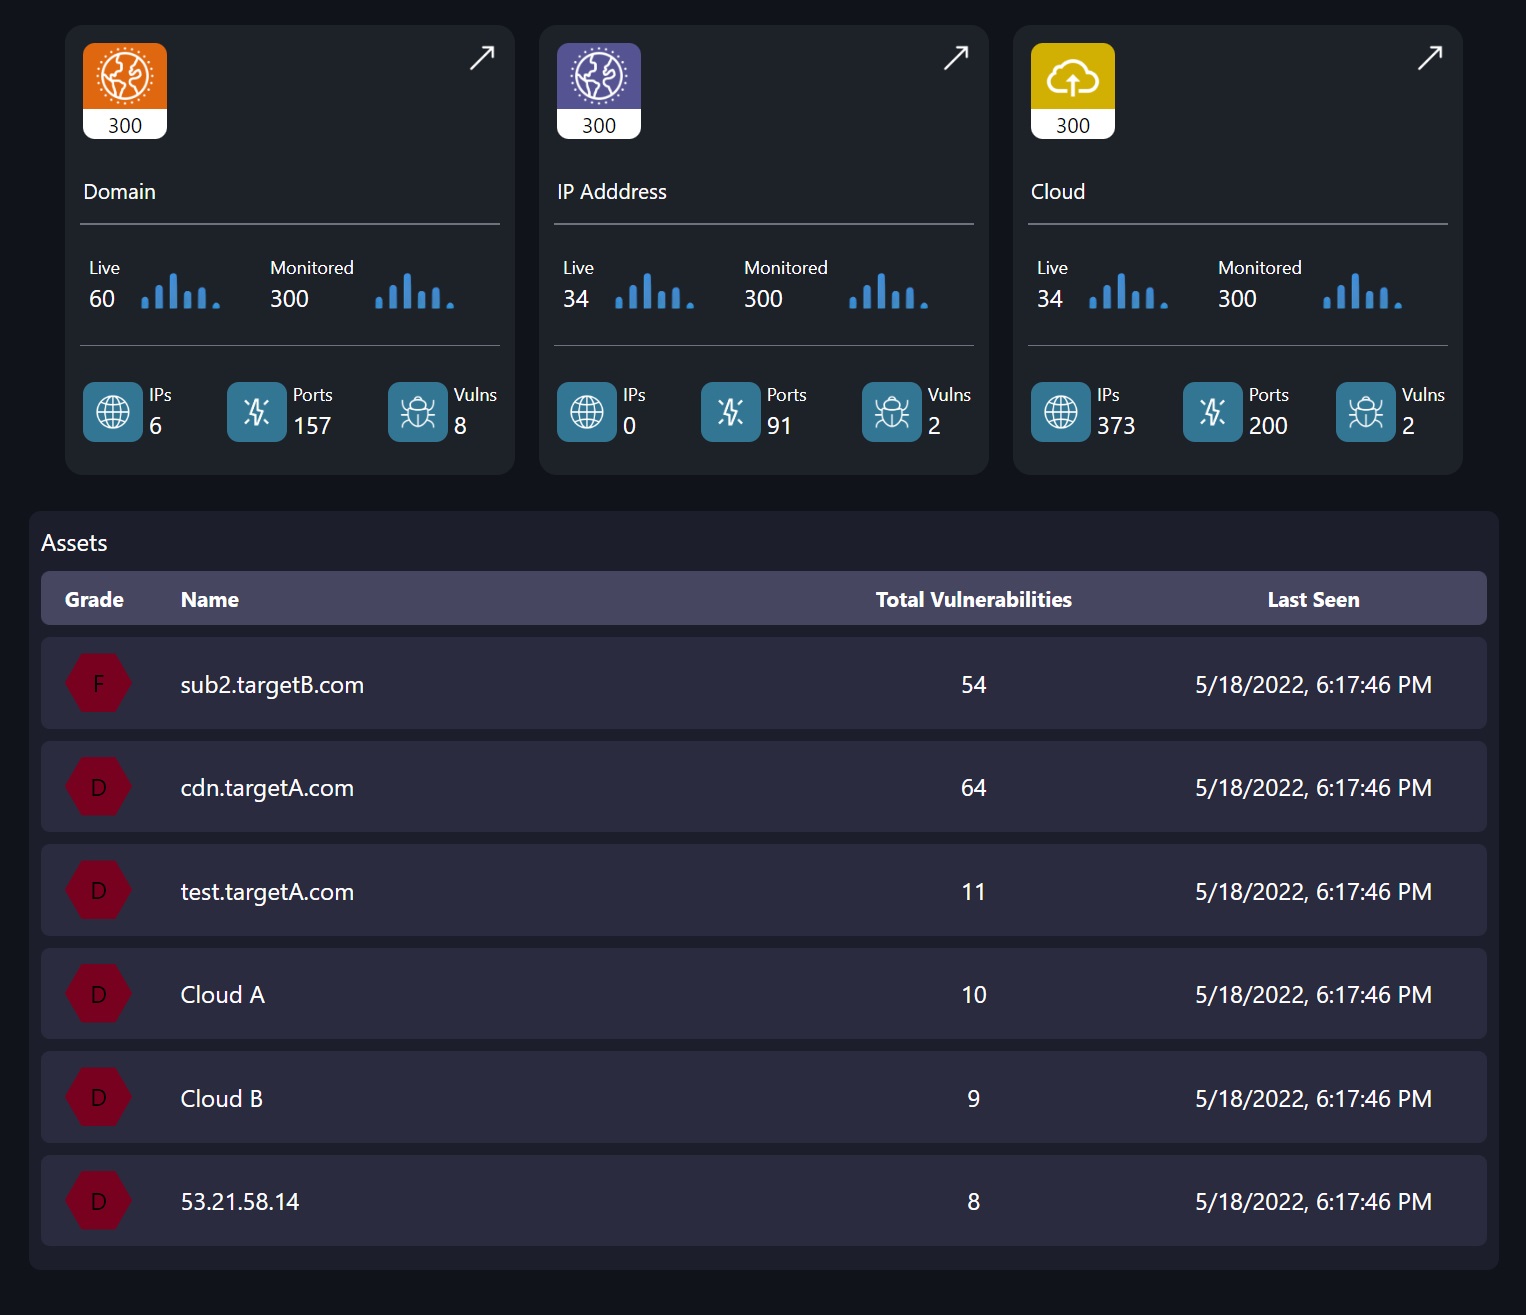 300
Domain
Live
60
Monitored
300
IPs
6
Ports
157
Vulns
8
300
IP Adddress
Live
34
Monitored
300
IPs
0
Ports
91
Vulns
2
300
Cloud
Live
34
Monitored
300
IPs
373
Ports
200
Vulns
2
Assets
Grade Name Total Vulnerabilities Last Seen
F sub2.targetB.com 54 5/18/2022, 6:17:46 PM
D cdn.targetA.com 64 5/18/2022, 6:17:46 PM
D test.targetA.com 11 5/18/2022, 6:17:46 PM
D Cloud A 10 5/18/2022, 6:17:46 PM
D Cloud B 9 5/18/2022, 6:17:46 PM
D 53.21.58.14 8 5/18/2022, 6:17:46 PM